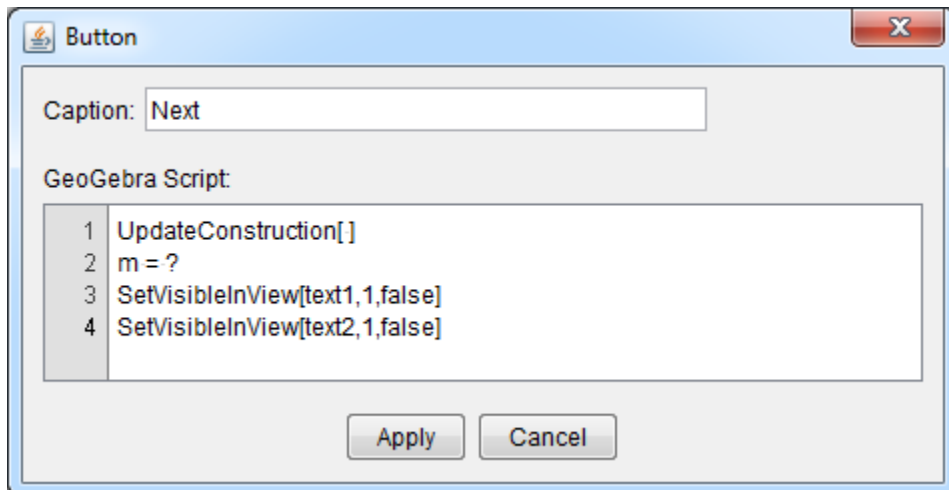 Button
Caption: Next
GeoGebra Script:
1 UpdateConstruction[ ]
2 m = ?
3 SetVisibleInView[text1,1,false]
4 SetVisibleInView[text2,1,false]
Apply Cancel